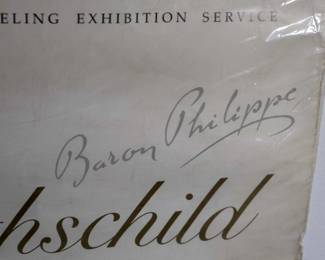 ELING EXHIBITION SERVICE
Baron Philippe
hschild